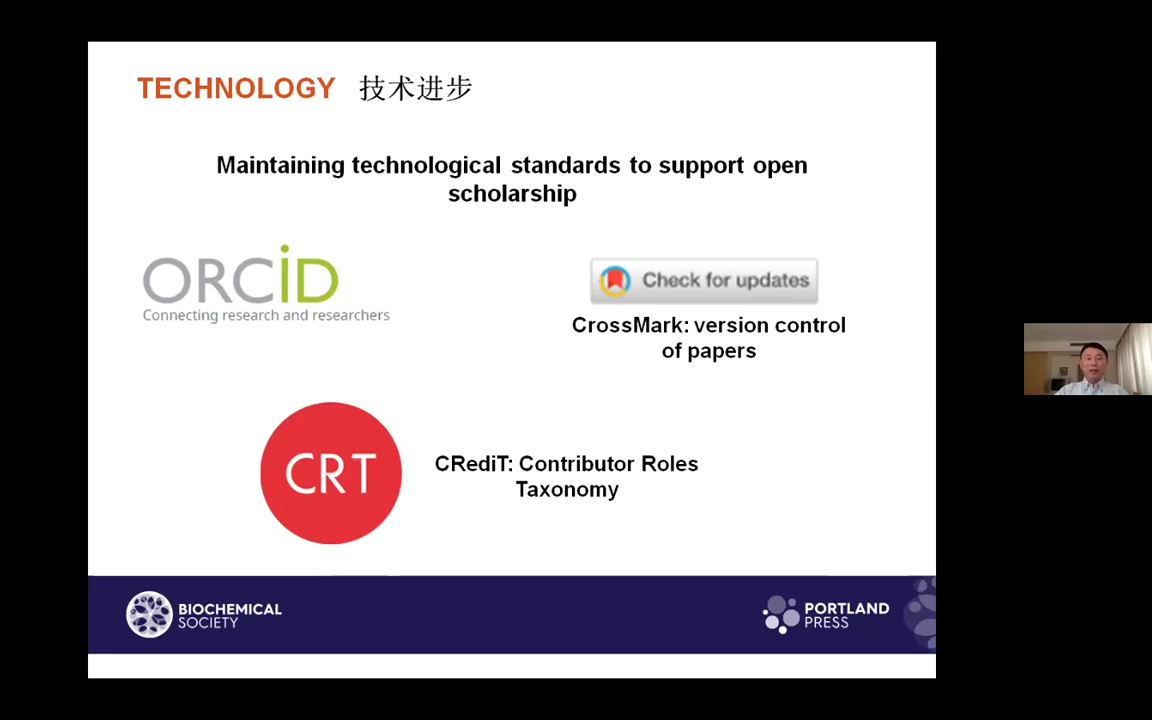 TECHNOLOGY 技术进步
Maintaining technological standards to support open
scholarship
ORCiD
Connecting research and researchers
Check for updates
CrossMark: version control
of papers
CRT
CRediT: Contributor Roles
Taxonomy
BIOCHEMICAL
SOCIETY
PORTLAND
PRESS